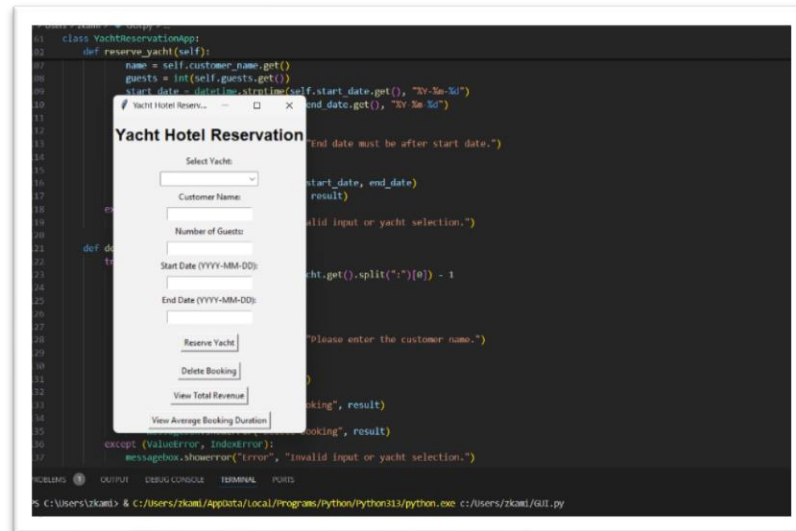 class YachtReservationApp:
def reserve_yacht(self):
name = self.customer_name.get()
guests = int(self.guests.get())
start_date = datetime.strptime(self.start_date.get(), "%Y-%m-%d")
end_date.get(), "%Y-%m-%d")
Yacht Hotel Reserv...
Yacht Hotel Reservation
"End date must be after start date.")
Select Yacht:
start_date, end_date)
Customer Name:
result)
alid input or yacht selection.")
Number of Guests:
def de
Start Date (YYYY-MM-DD):
cht.get().split(":")[0]) - 1
End Date (YYYY-MM-DD):
Reserve Yacht
"Please enter the customer name.")
Delete Booking
View Total Revenue
oking", result)
View Average Booking Duration
ooking", result)
except (ValueError, IndexError):
messagebox.showerror("Error", "Invalid input or yacht selection.")
PROBLEMS 1 OUTPUT DEBUG CONSOLE TERMINAL PORTS
PS C:\Users\zkami> & C:/Users/zkami/AppData/Local/Programs/Python/Python313/python.exe c:/Users/zkami/GUI.py